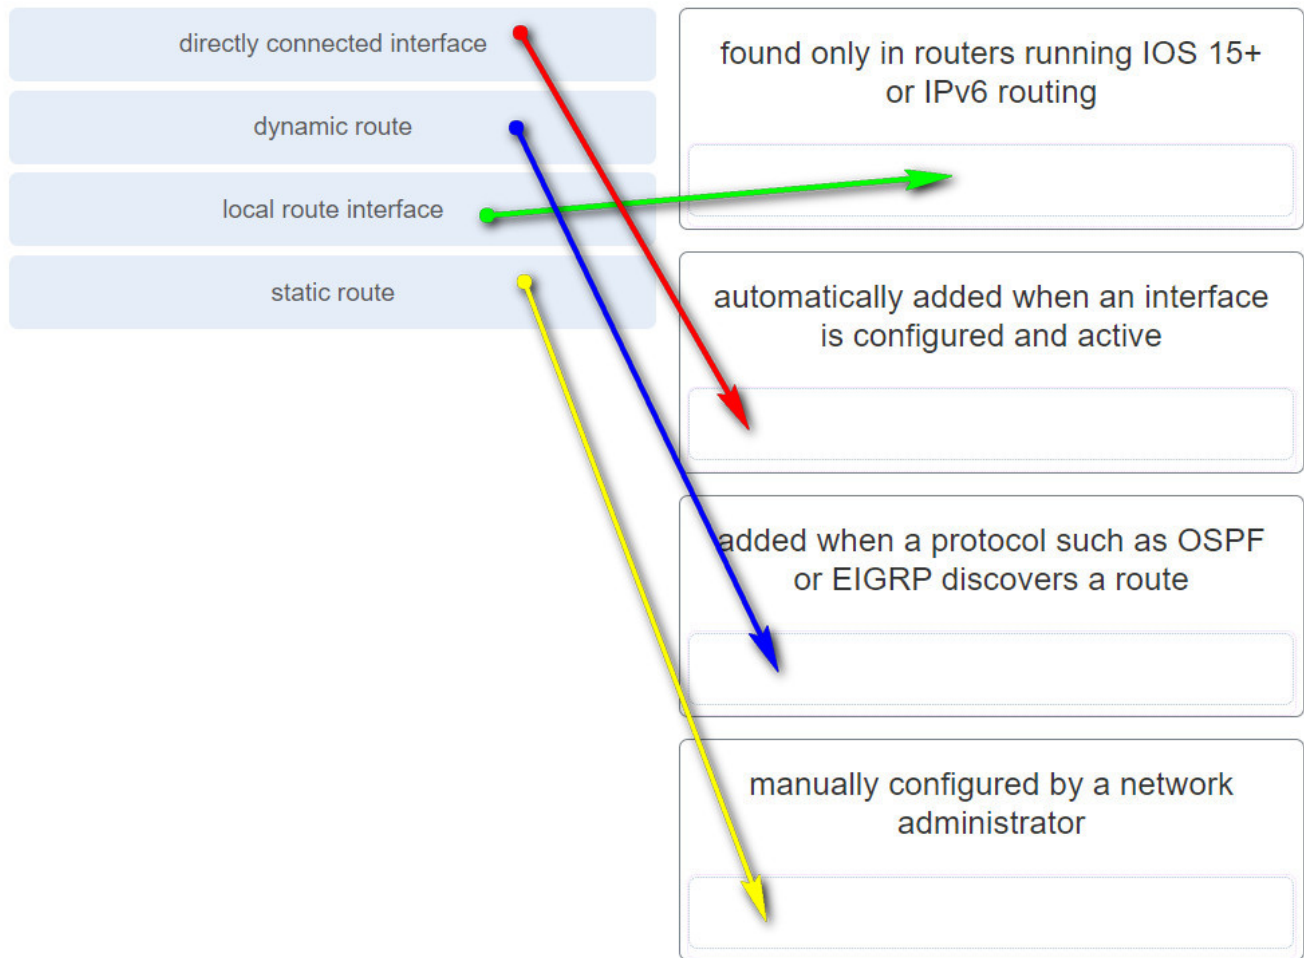 directly connected interface
dynamic route
local route interface
static route
found only in routers running IOS 15+
or IPv6 routing
automatically added when an interface
is configured and active
added when a protocol such as OSPF
or EIGRP discovers a route
manually configured by a network
administrator